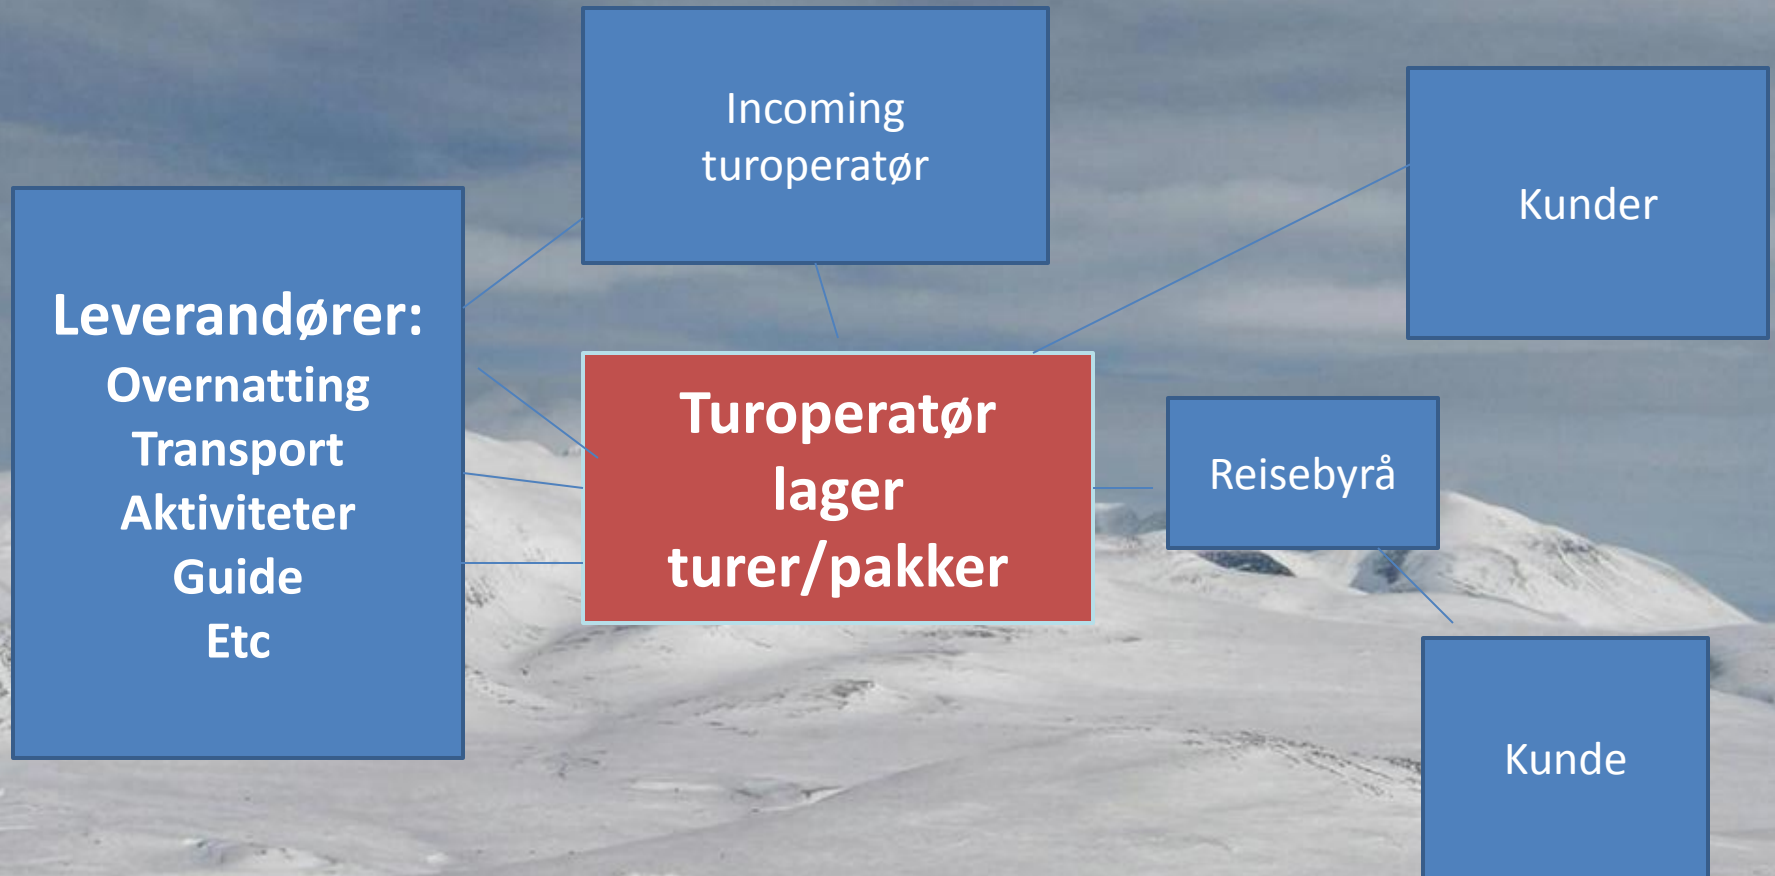 Incoming
turoperatør
Kunder
Leverandører:
Overnatting
Transport
Aktiviteter
Guide
Etc
Turoperatør
lager
turer/pakker
Reisebyrå
Kunde